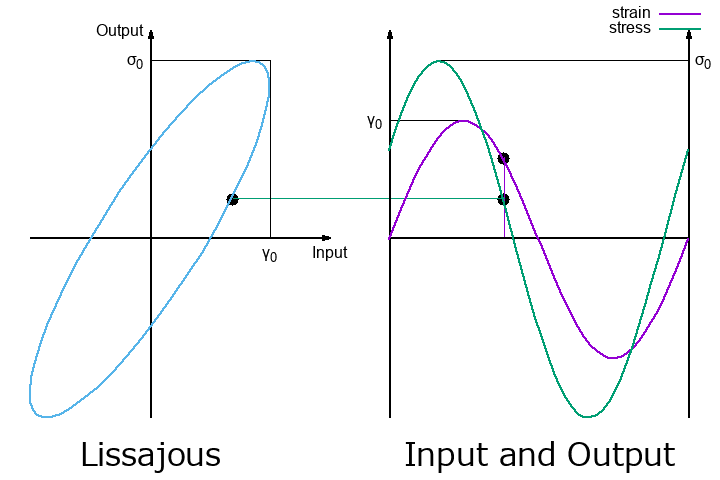 Output
σ0
γ0
Input
Lissajous
strain
stress
σ0
γ0
Input and Output